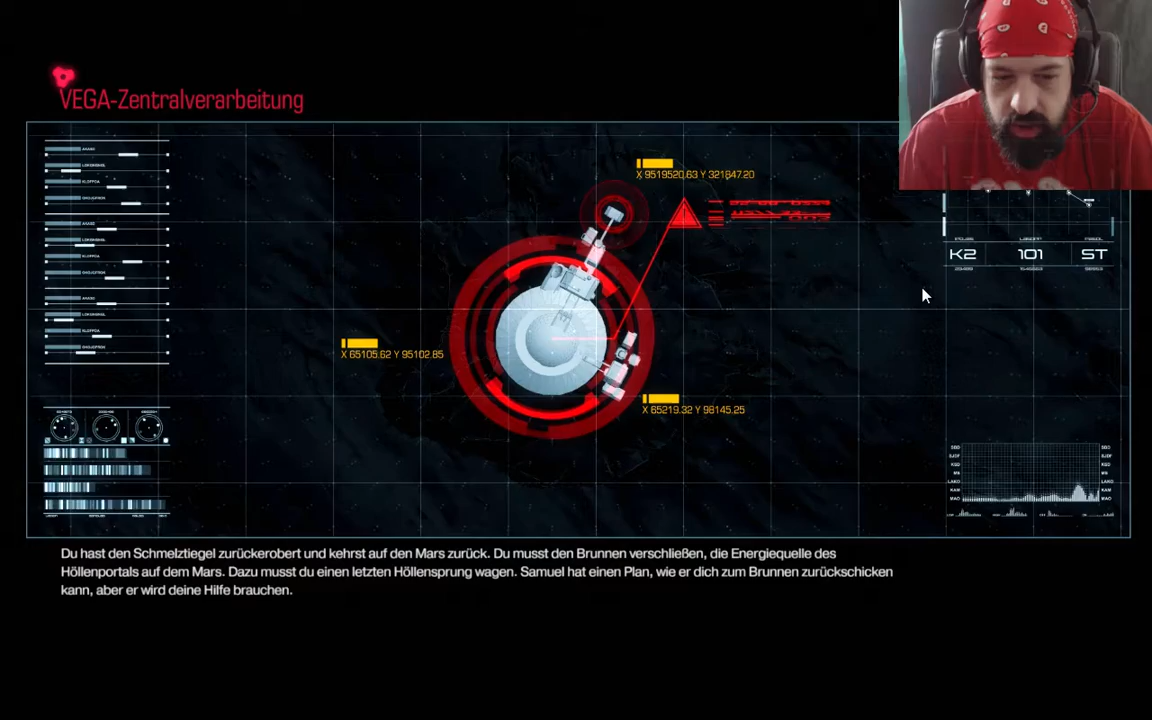 VEGA-Zentralverarbeitung
X 9519520.63 Y 321847.20
K2 101 ST
X 65105.62 Y 95102.85
X 65219.32 Y 96145.25
Du hast den Schmelztiegel zurückerobert und kehrst auf den Mars zurück. Du musst den Brunnen verschließen, die Energiequelle des
Höllenportals auf dem Mars. Dazu musst du einen letzten Höllensprung wagen. Samuel hat einen Plan, wie er dich zum Brunnen zurückschicken
kann, aber er wird deine Hilfe brauchen.